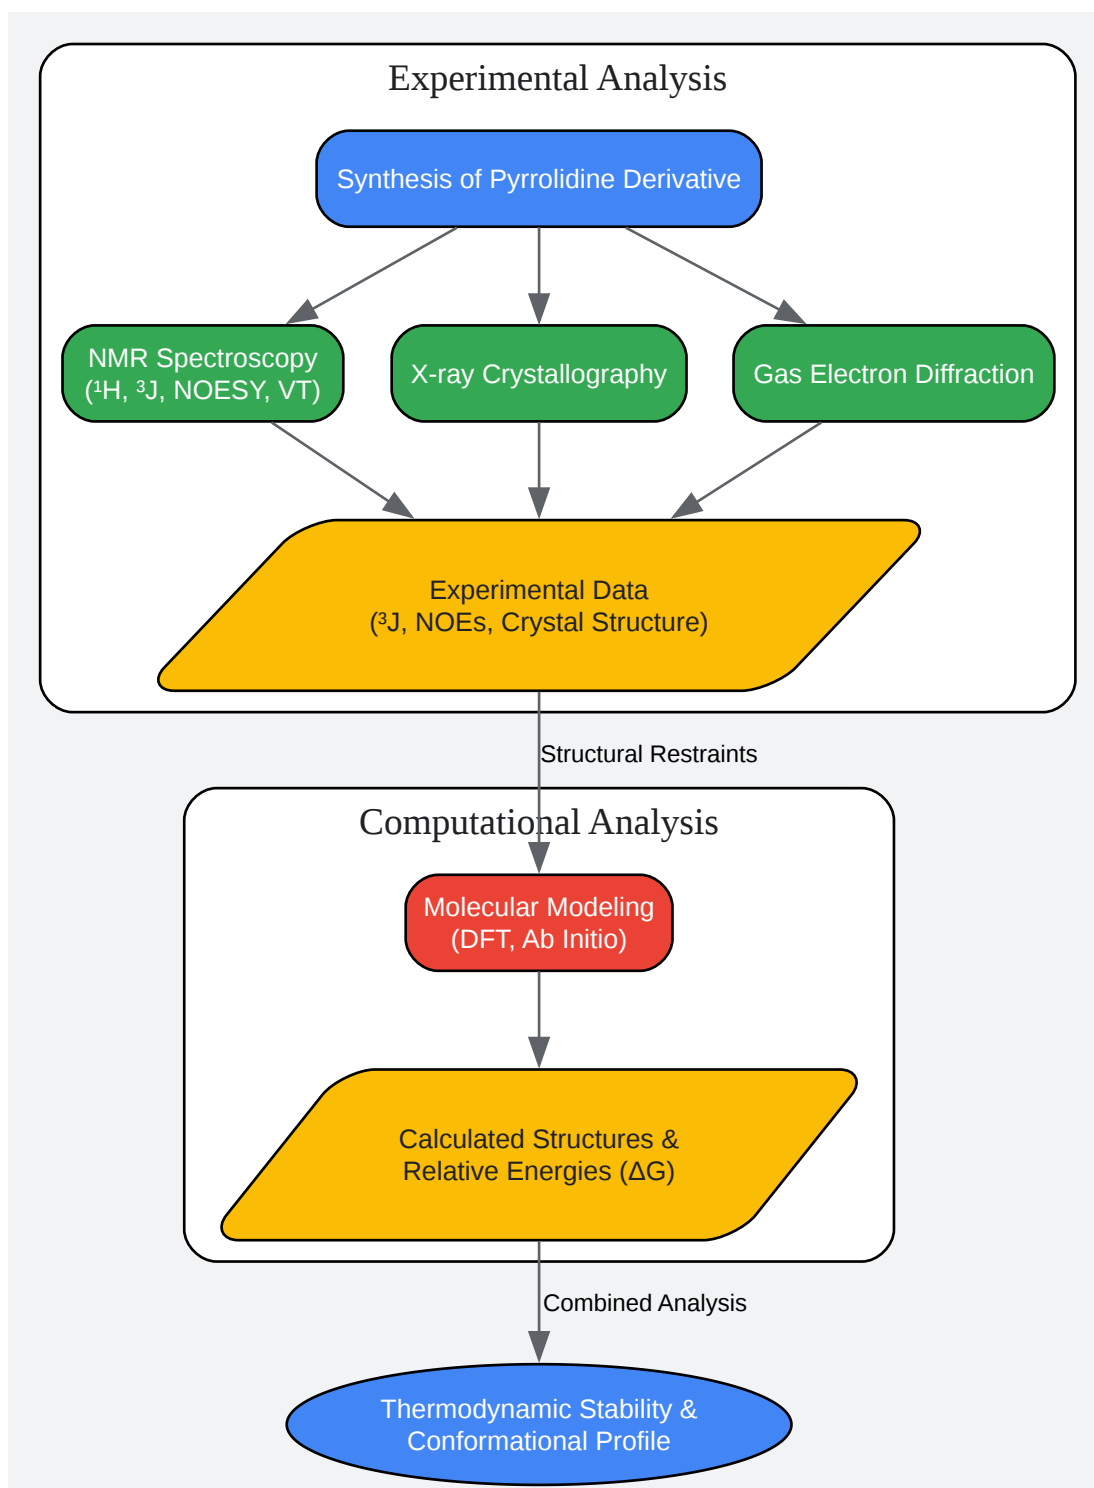 Experimental Analysis
Synthesis of Pyrrolidine Derivative
NMR Spectroscopy
(¹H, ³J, NOESY, VT)
X-ray Crystallography
Gas Electron Diffraction
Experimental Data
(³J, NOEs, Crystal Structure)
Structural Restraints
Computational Analysis
Molecular Modeling
(DFT, Ab Initio)
Calculated Structures &
Relative Energies (ΔG)
Combined Analysis
Thermodynamic Stability &
Conformational Profile